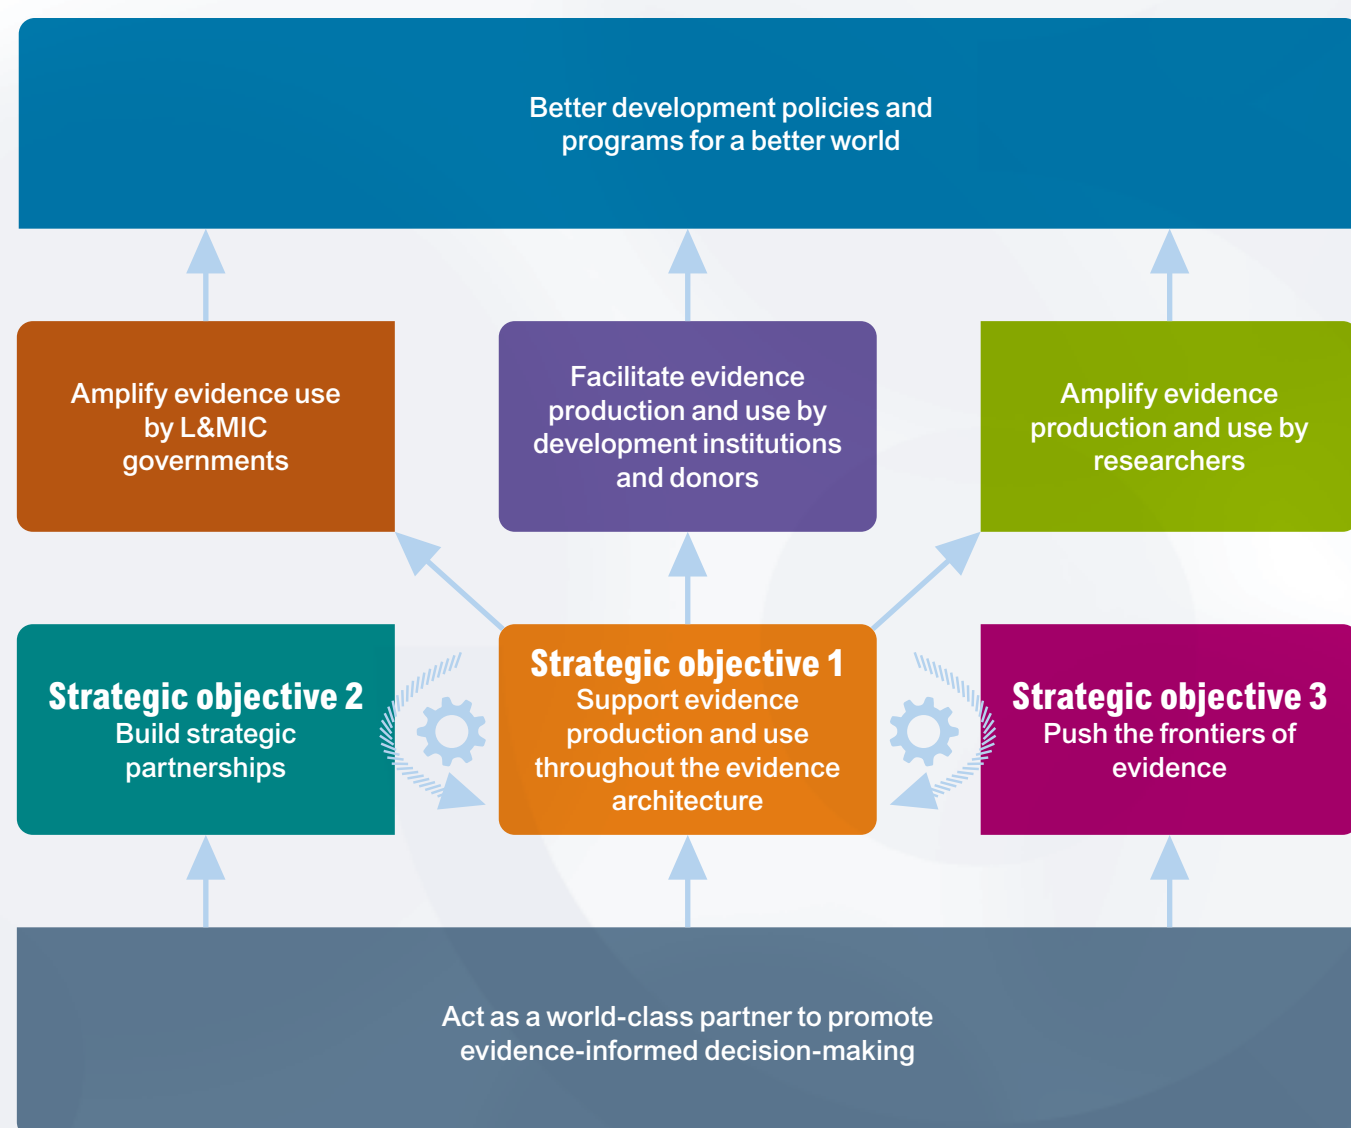 Better development policies and
programs for a better world
Amplify evidence use
by L&MIC
governments
Facilitate evidence
production and use by
development institutions
and donors
Amplify evidence
production and use by
researchers
Strategic objective 2
Build strategic
partnerships
Strategic objective 1
Support evidence
production and use
throughout the evidence
architecture
Strategic objective 3
Push the frontiers of
evidence
Act as a world-class partner to promote
evidence-informed decision-making